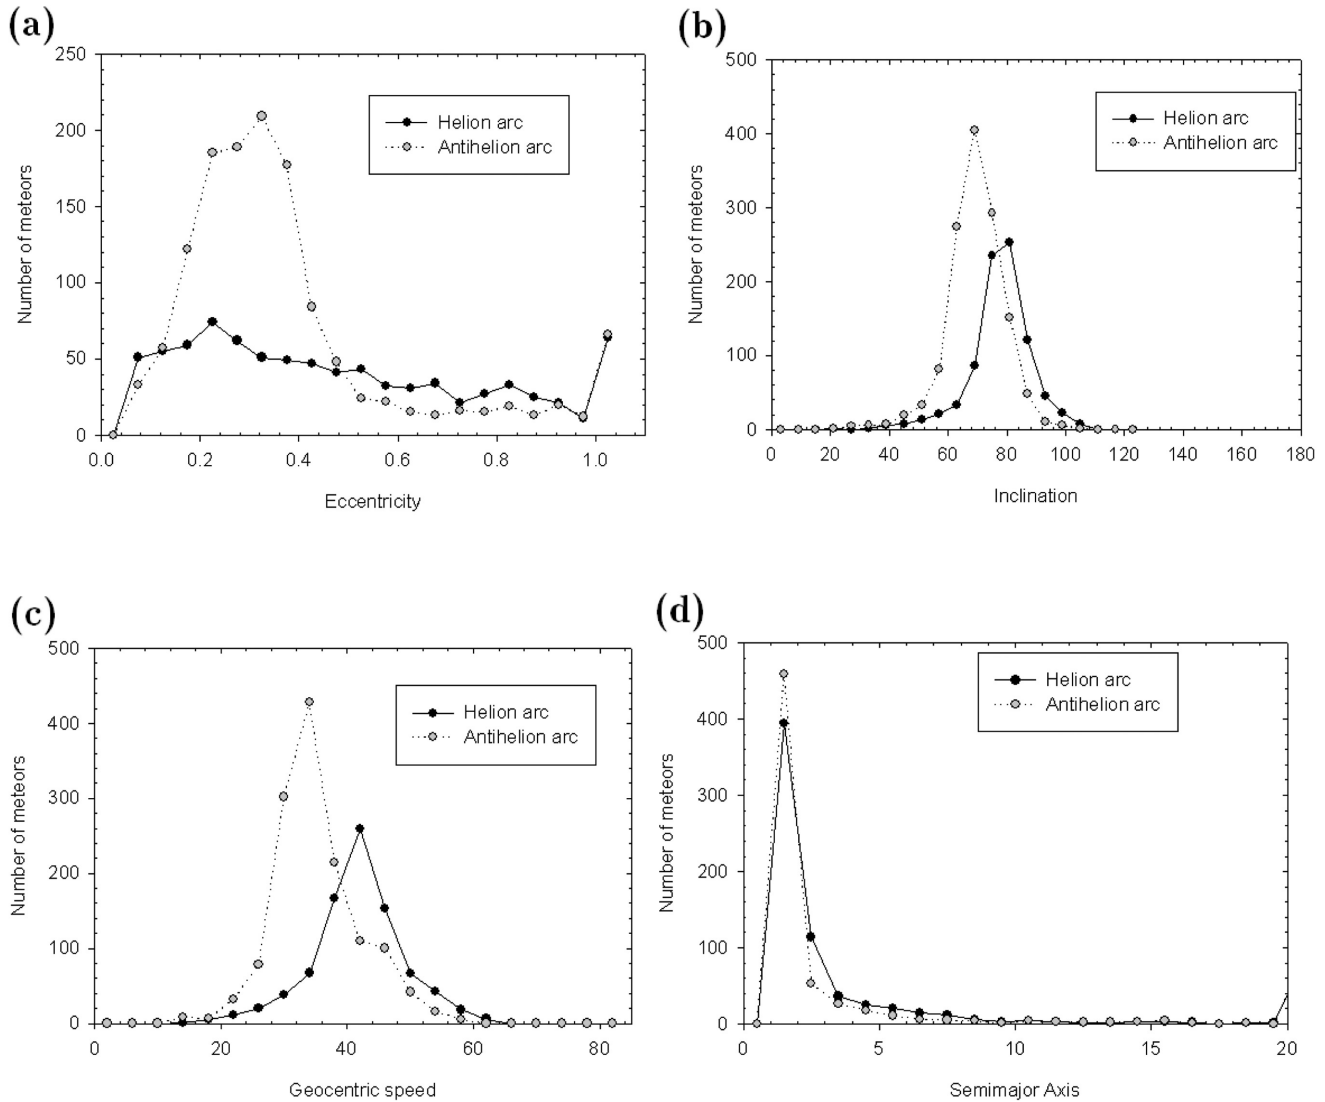 (a)
250
200
150
100
50
0
Number of meteors
Helion arc
Antihelion arc
0.0 0.2 0.4 0.6 0.8 1.0
Eccentricity
(b)
500
400
300
200
100
0
Number of meteors
Helion arc
Antihelion arc
0 20 40 60 80 100 120 140 160 180
Inclination
(c)
500
400
300
200
100
0
Number of meteors
Helion arc
Antihelion arc
0 20 40 60 80
Geocentric speed
(d)
500
400
300
200
100
0
Number of meteors
Helion arc
Antihelion arc
0 5 10 15 20
Semimajor Axis